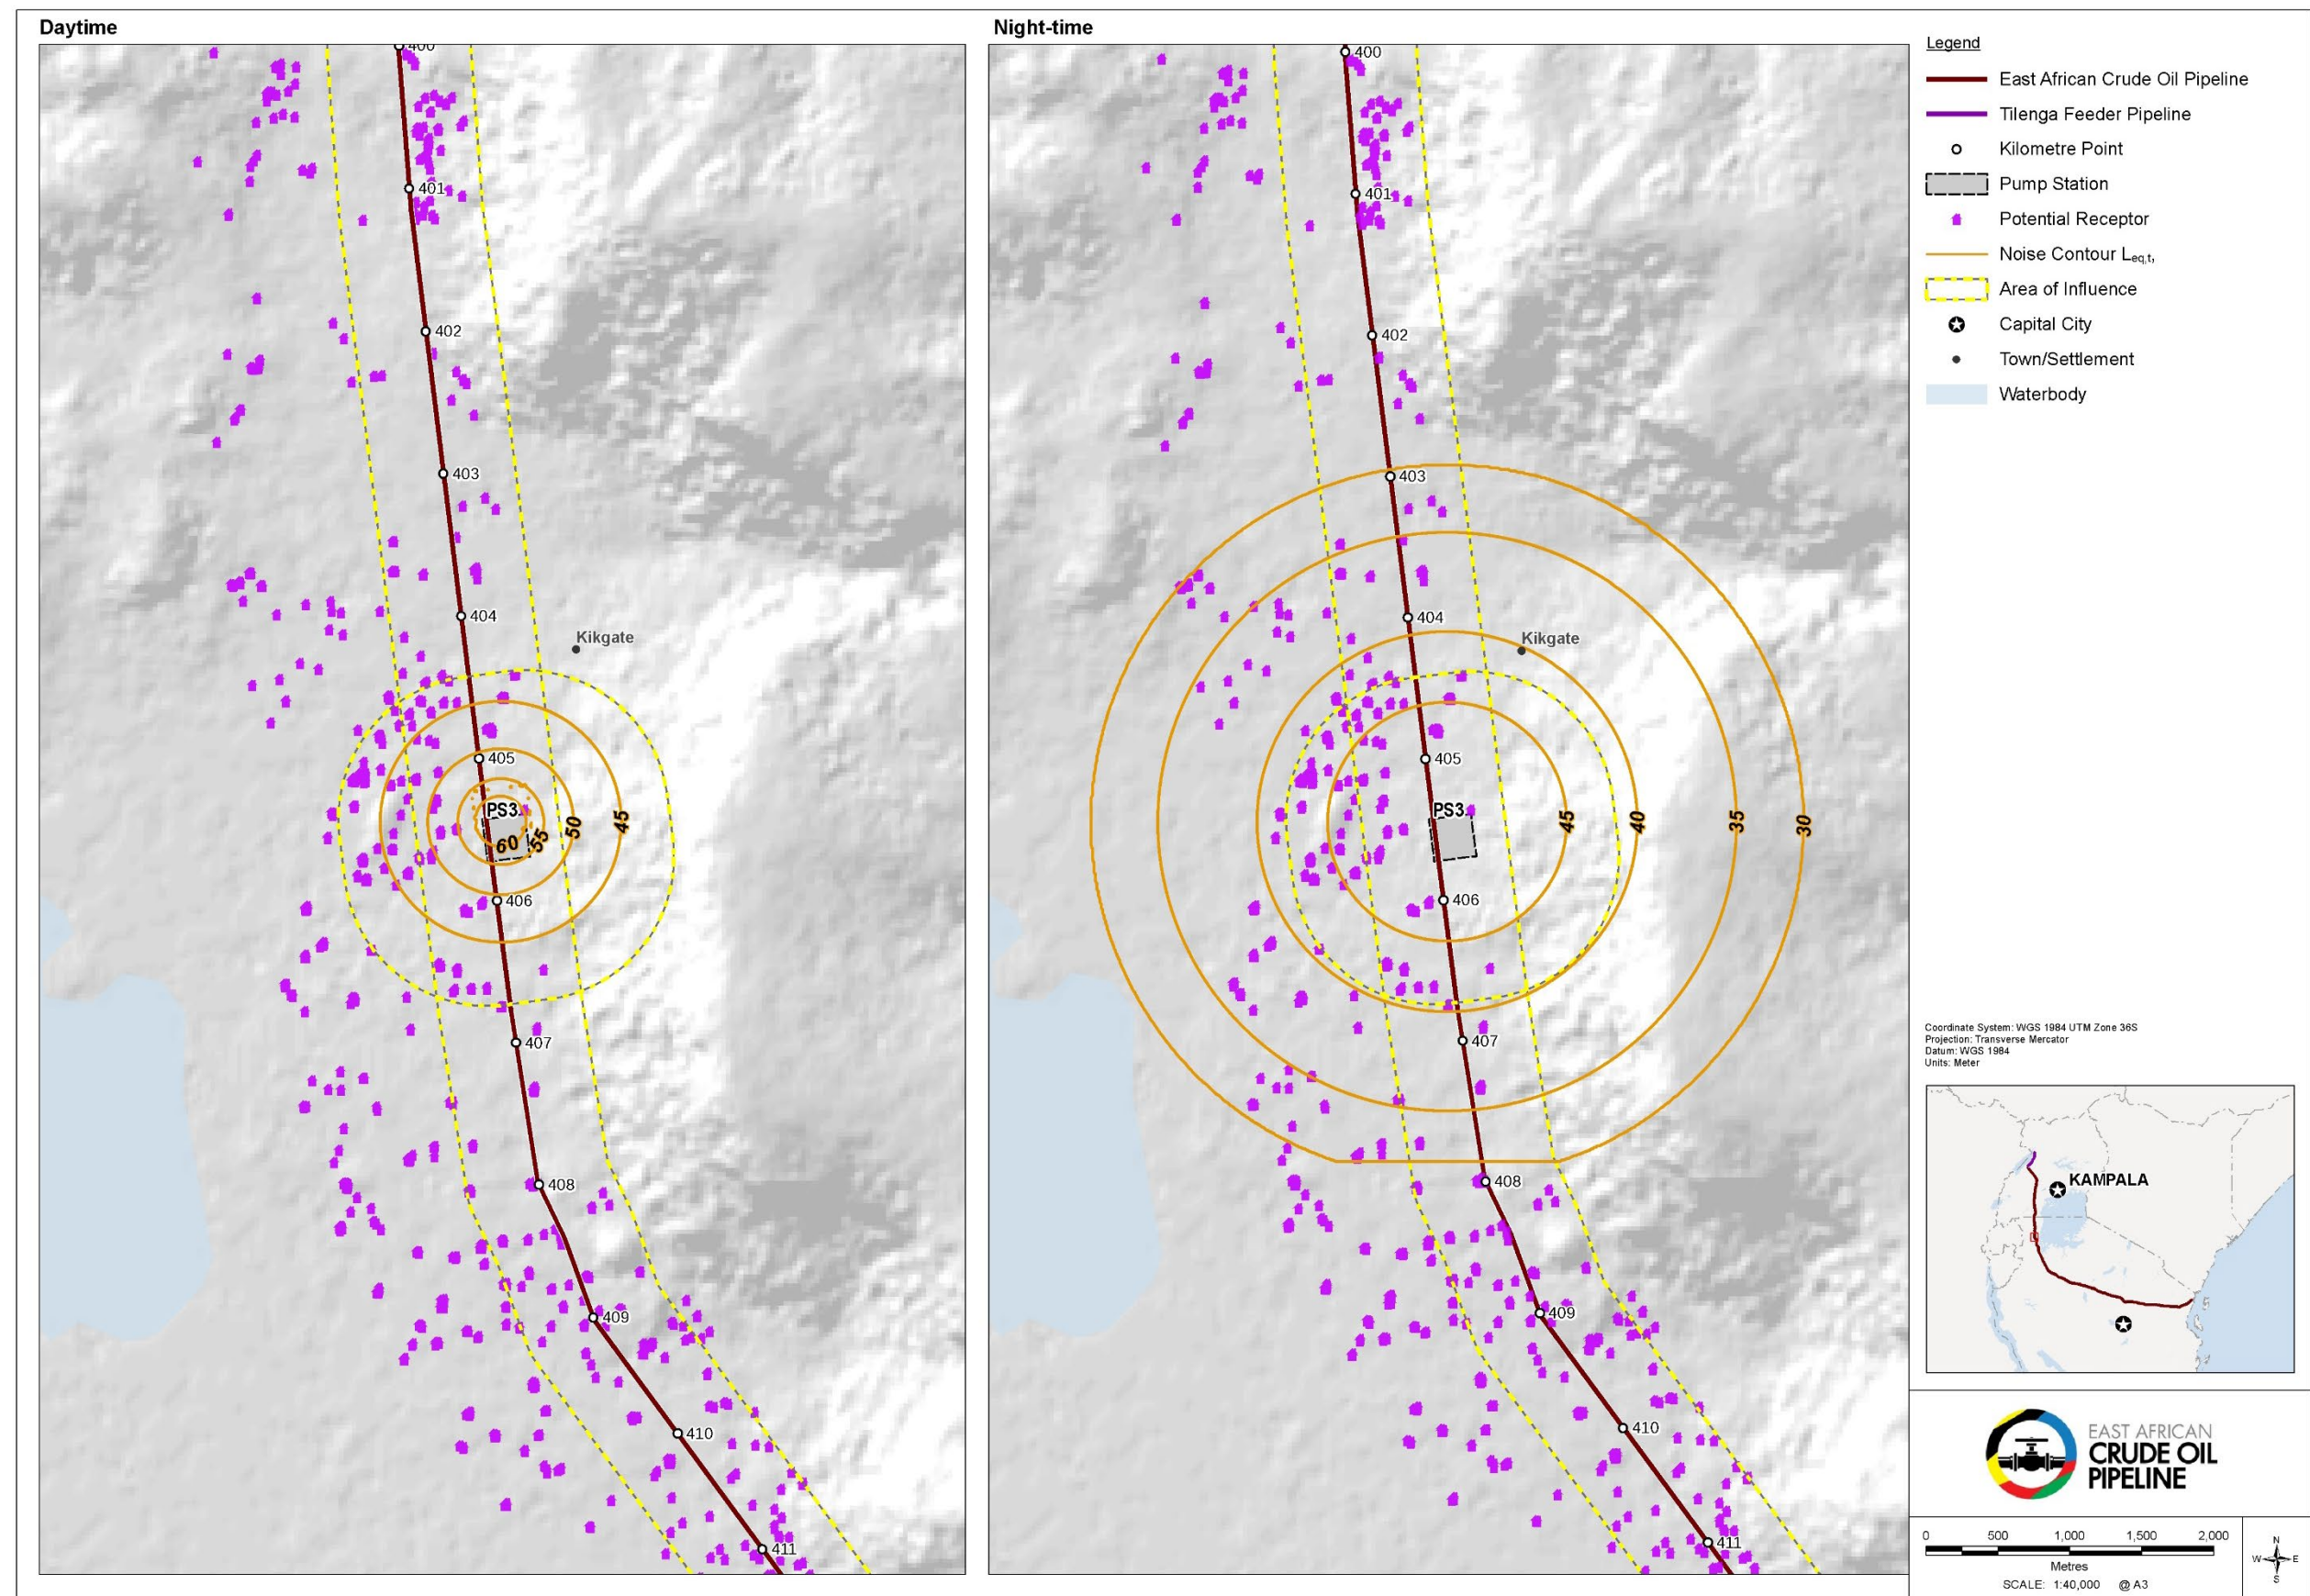 Daytime
400
401
402
403
404
Kikgate
405
PS3
60
55
50
45
406
407
408
409
410
411
Night-time
400
401
402
403
404
Kikgate
405
PS3
45
40
35
30
406
407
408
409
410
411
Legend
East African Crude Oil Pipeline
Tilenga Feeder Pipeline
Kilometre Point
Pump Station
Potential Receptor
Noise Contour Leq,t,
Area of Influence
Capital City
Town/Settlement
Waterbody
Coordinate System: WGS 1984 UTM Zone 36S
Projection: Transverse Mercator
Datum: WGS 1984
Units: Meter
KAMPALA
EAST AFRICAN
CRUDE OIL
PIPELINE
0 500 1,000 1,500 2,000
Metres
SCALE: 1:40,000 @ A3
N
W E
S